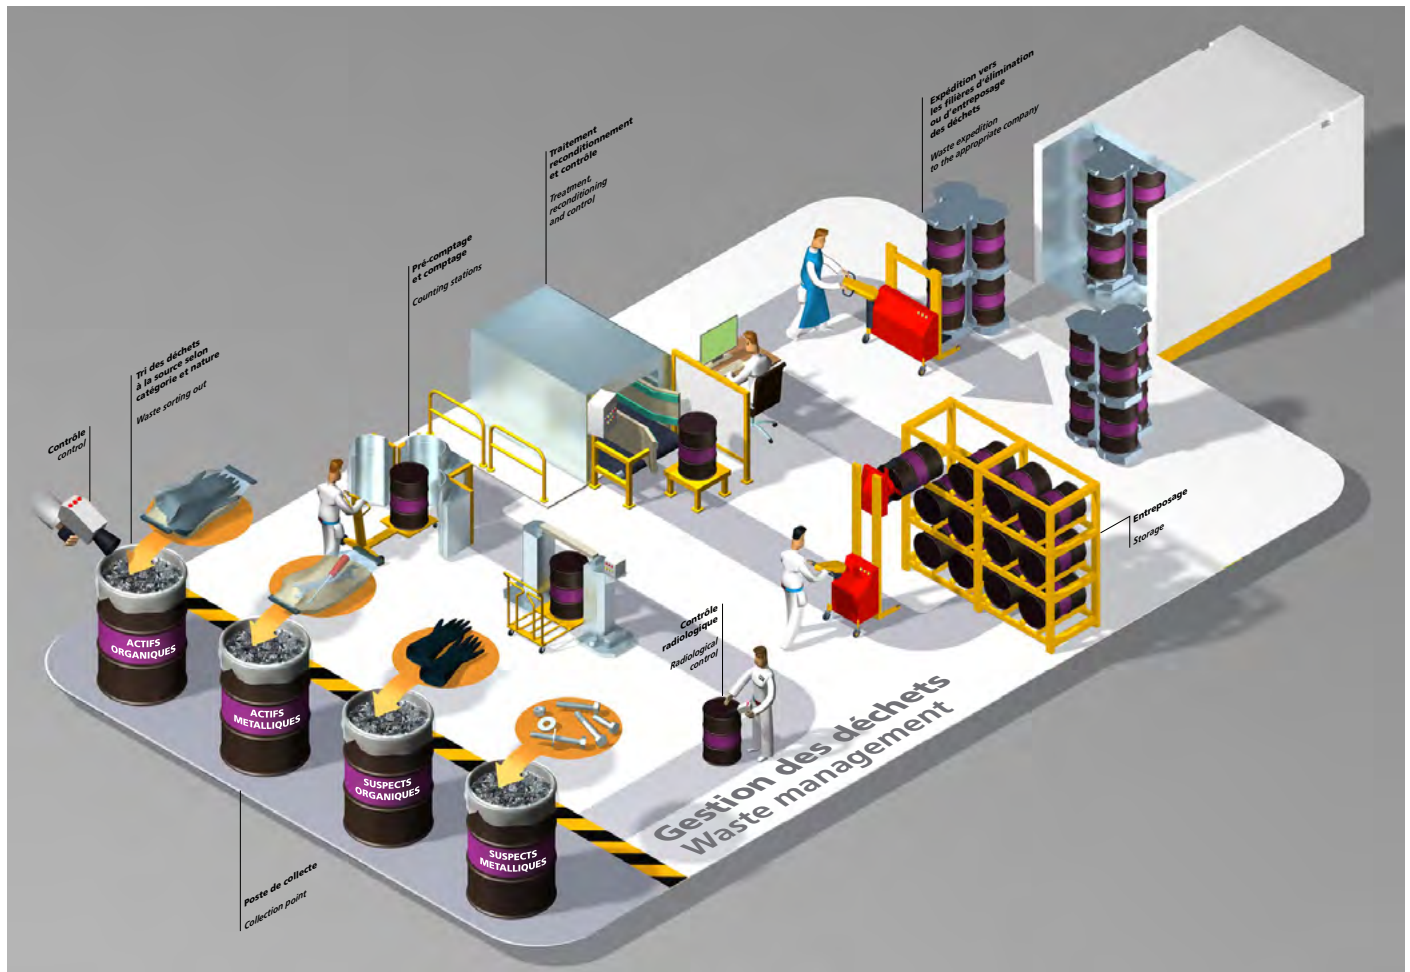 Expédition vers
les filières d'élimination
ou d'entreposage
des déchets
Waste expedition
to the appropriate company
Traitement
reconditionnement
et contrôle
Treatment,
reconditioning
and control
Pré-comptage
et comptage
Counting stations
Tri des déchets
à la source selon
catégorie et nature
Waste sorting out
Contrôle
control
Entreposage
Storage
Contrôle
radiologique
Radiological
control
ACTIFS
ORGANIQUES
ACTIFS
METALLIQUES
SUSPECTS
ORGANIQUES
SUSPECTS
METALLIQUES
Gestion des déchets
Waste management
Poste de collecte
Collection point